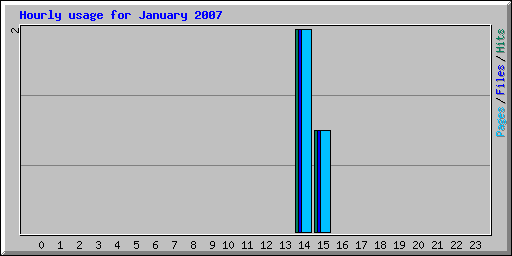 Hourly usage for January 2007
2
Pages/Files/Hits
0 1 2 3 4 5 6 7 8 9 10 11 12 13 14 15 16 17 18 19 20 21 22 23